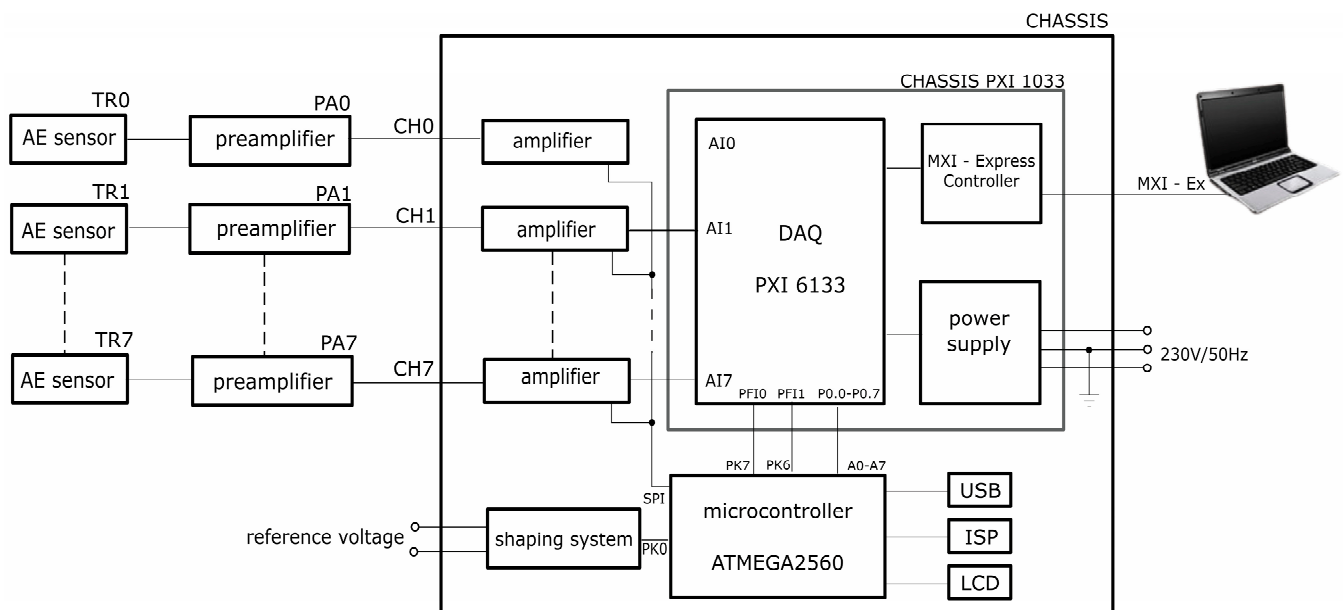 CHASSIS
CHASSIS PXI 1033
TR0
PA0
AE sensor
preamplifier
CH0
amplifier
AI0
MXI - Express
Controller
MXI - Ex
TR1
PA1
AE sensor
preamplifier
CH1
amplifier
AI1
DAQ
PXI 6133
power
supply
230V/50Hz
TR7
PA7
AE sensor
preamplifier
CH7
amplifier
AI7
PFI0
PFI1
P0.0-P0.7
PK7
PK6
A0-A7
SPI
microcontroller
ATMEGA2560
USB
ISP
LCD
reference voltage
shaping system
PK0